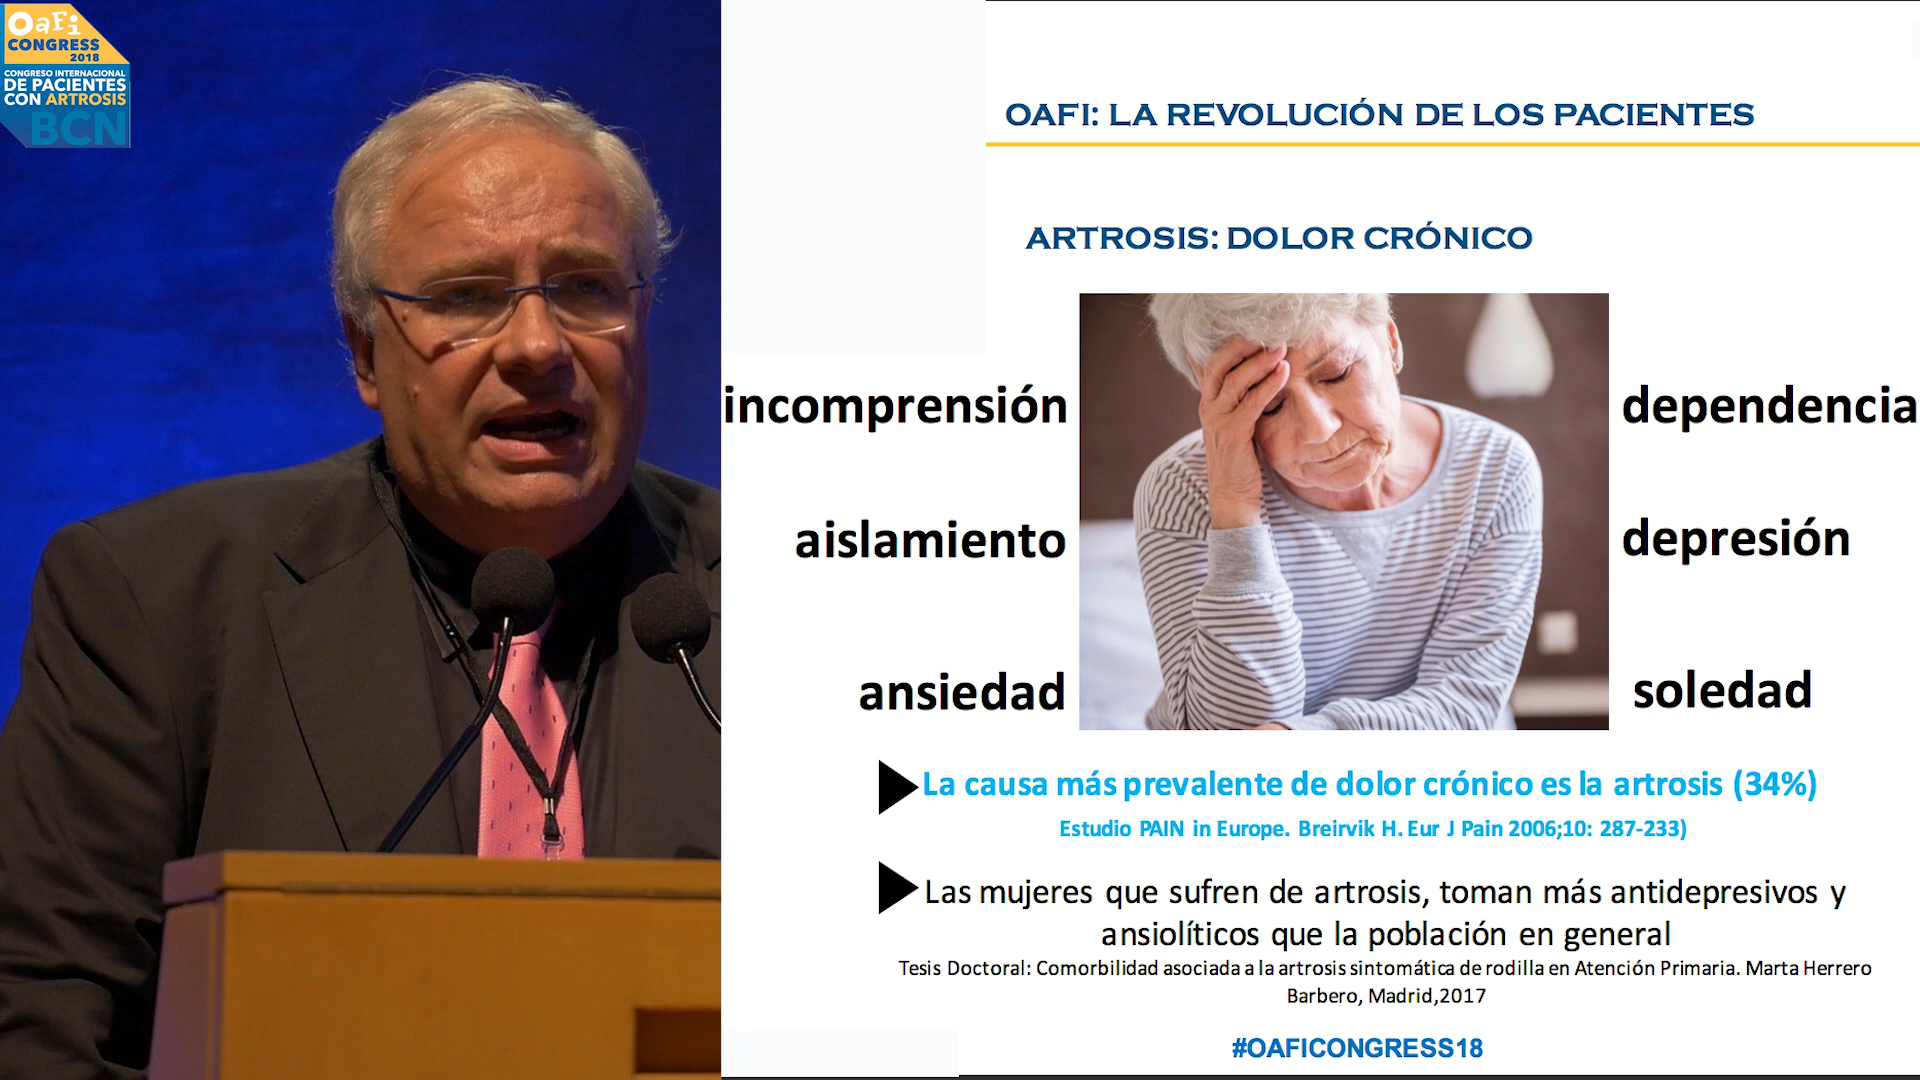 OaFi
CONGRESS
2018
CONGRESO INTERNACIONAL
DE PACIENTES
CON ARTROSIS
BCN
OAFI: LA REVOLUCIÓN DE LOS PACIENTES
ARTROSIS: DOLOR CRÓNICO
incomprensión
dependencia
aislamiento
depresión
ansiedad
soledad
La causa más prevalente de dolor crónico es la artrosis (34%)
Estudio PAIN in Europe. Breirvik H. Eur J Pain 2006;10: 287-233)
Las mujeres que sufren de artrosis, toman más antidepresivos y
ansiolíticos que la población en general
Tesis Doctoral: Comorbilidad asociada a la artrosis sintomática de rodilla en Atención Primaria. Marta Herrero
Barbero, Madrid,2017
#OAFICONGRESS18